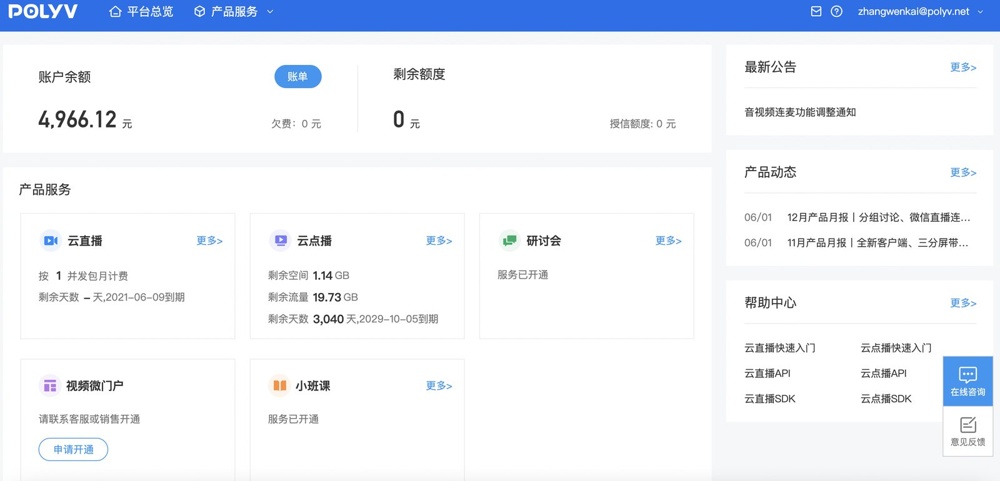 POLYV 平台总览 产品服务 zhangwenkai@polyv.net
账户余额 账单
4,966.12 元 欠费：0 元
剩余额度
0 元 授信额度: 0 元
产品服务
云直播 更多>
按 1 并发包月计费
剩余天数 – 天,2021-06-09到期
云点播 更多>
剩余空间 1.14 GB
剩余流量 19.73 GB
剩余天数 3,040 天,2029-10-05到期
研讨会 更多>
服务已开通
视频微门户
请联系客服或销售开通
申请开通
小班课 更多>
服务已开通
最新公告 更多>
音视频连麦功能调整通知
产品动态 更多>
06/01 12月产品月报丨分组讨论、微信直播连...
06/01 11月产品月报丨全新客户端、三分屏带...
帮助中心 更多>
云直播快速入门 云点播快速入门
云直播API 云点播API
云直播SDK 云点播SDK
在线咨询
意见反馈